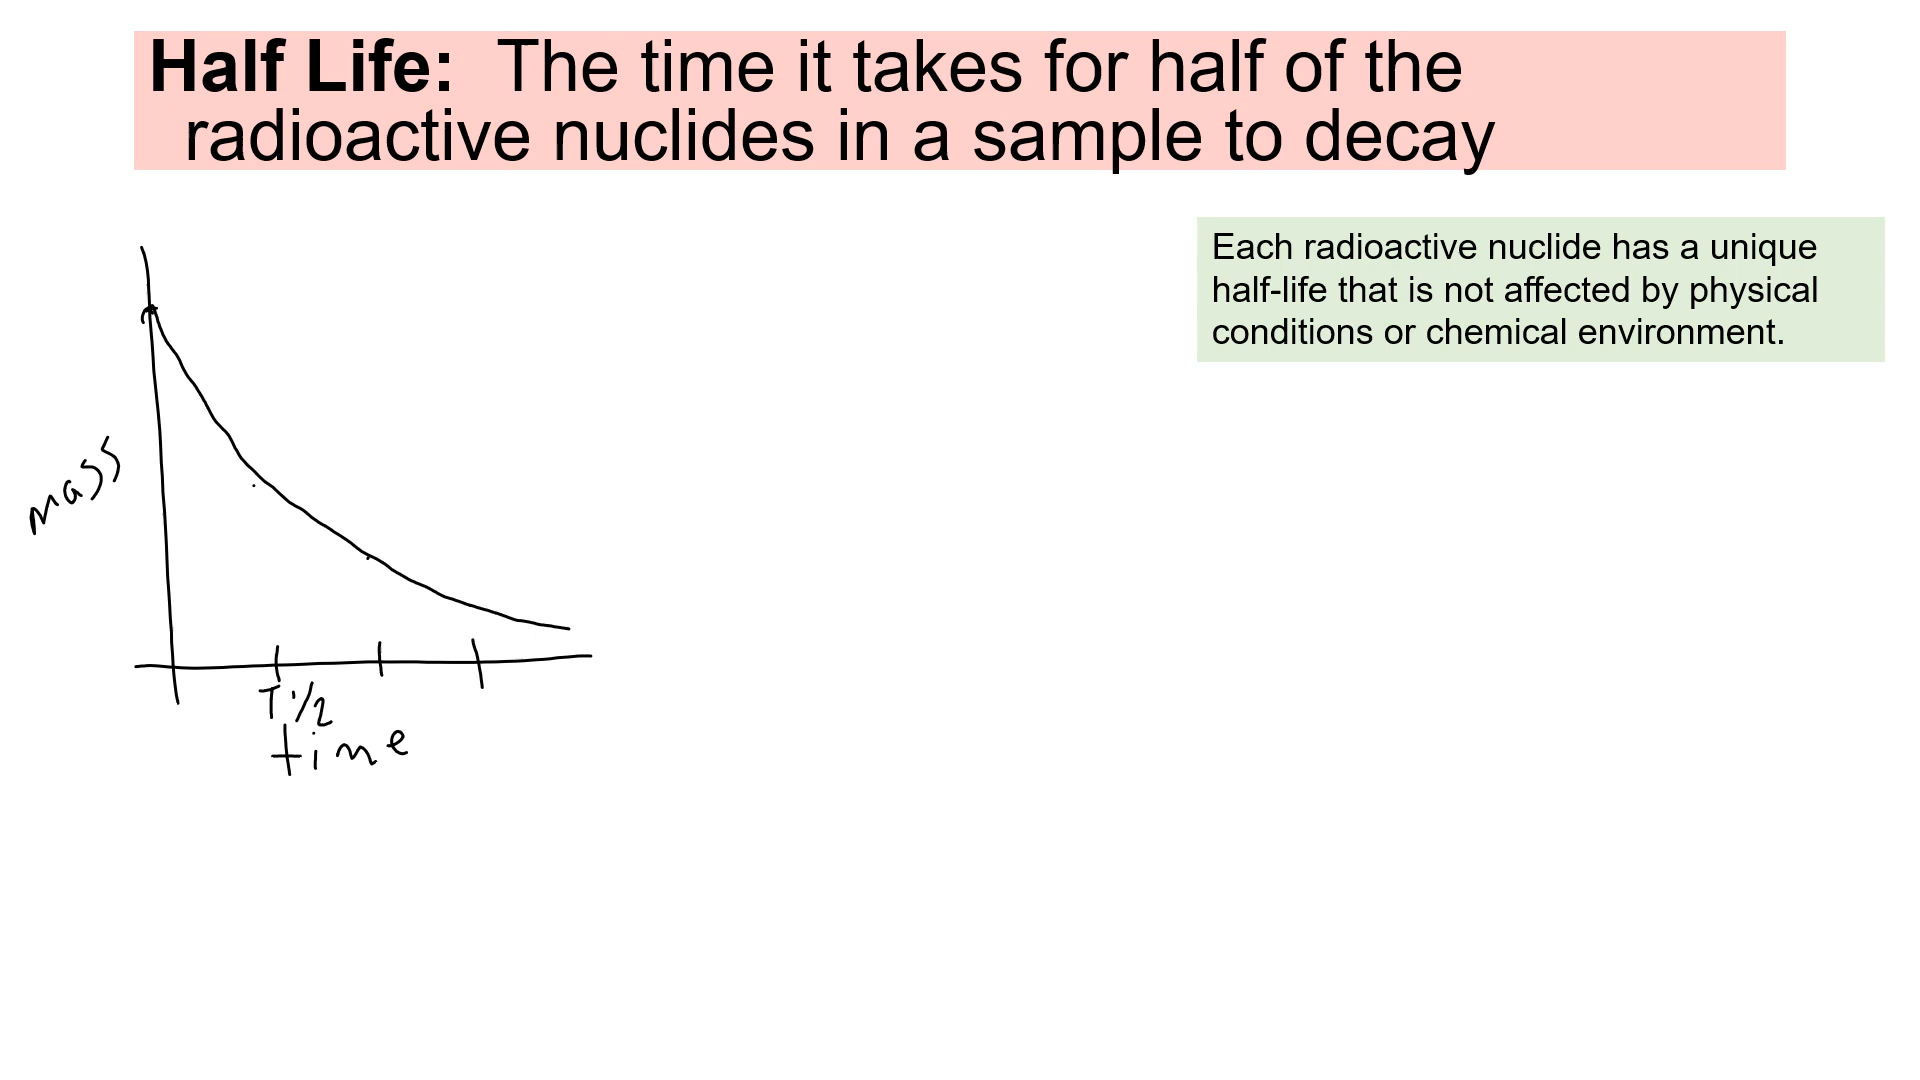 Half Life: The time it takes for half of the
radioactive nuclides in a sample to decay
Each radioactive nuclide has a unique
half-life that is not affected by physical
conditions or chemical environment.
mass
T 1/2
time